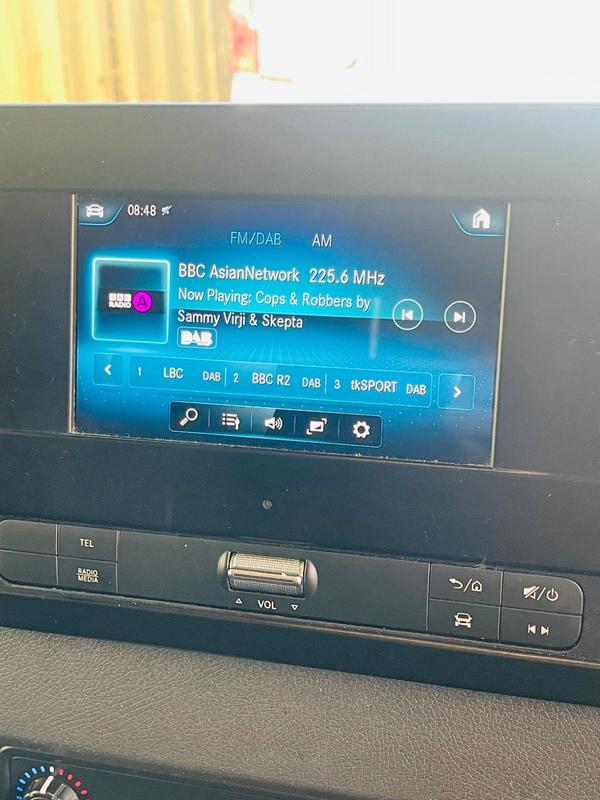 08:48
FM/DAB AM
BBC AsianNetwork 225.6 MHz
Now Playing: Cops & Robbers by
Sammy Virji & Skepta
BBC
RADIO A
DAB
1 LBC DAB 2 BBC R2 DAB 3 tkSPORT DAB
TEL
RADIO
MEDIA
VOL